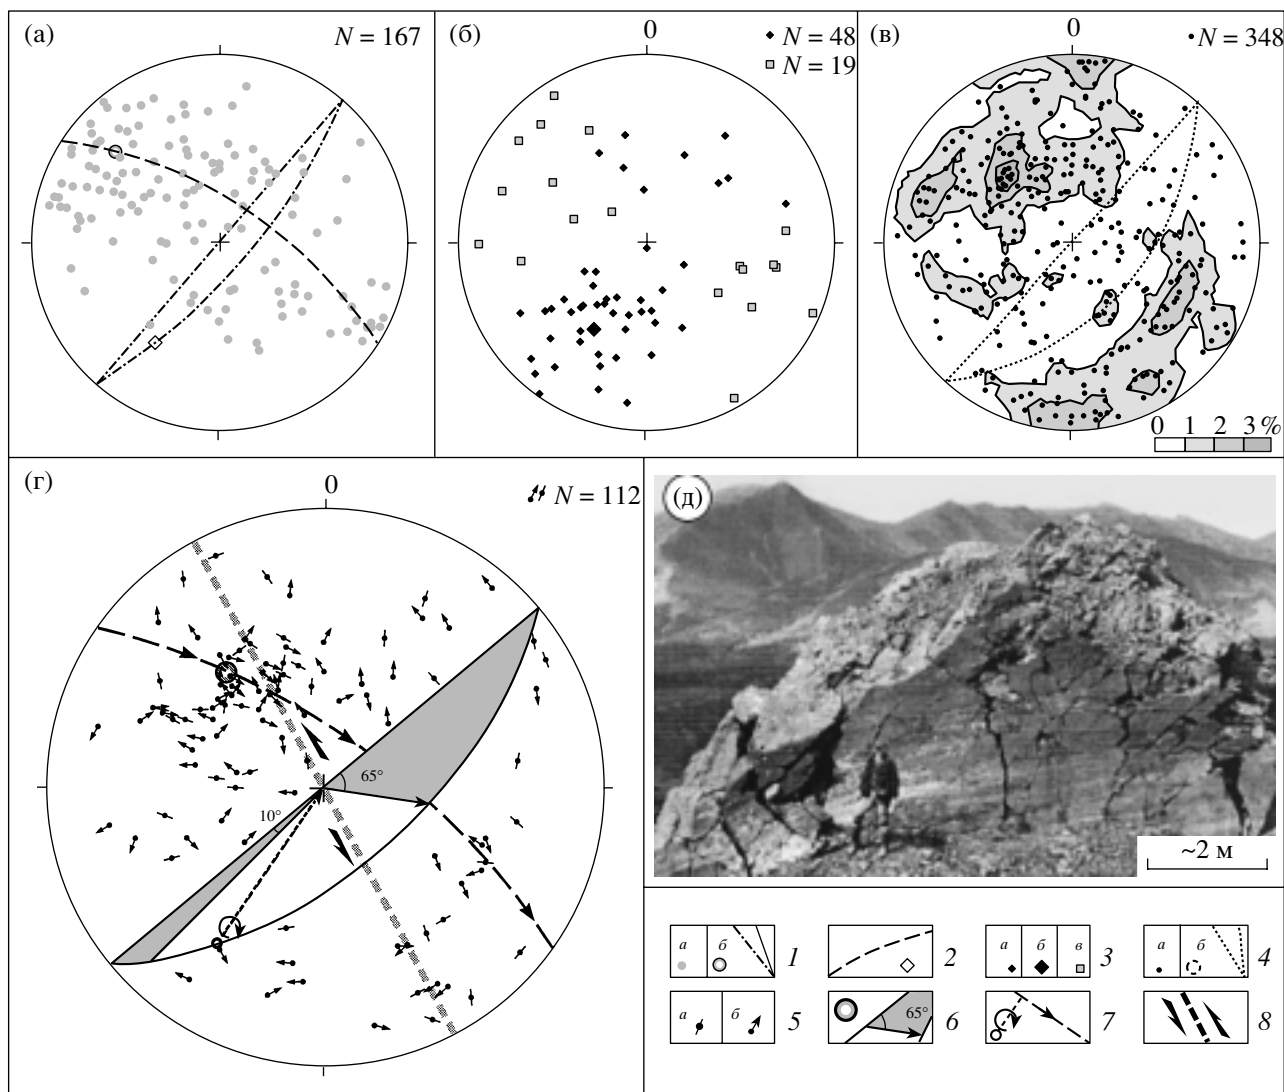 (а)
N = 167
(б)
0
N = 48
N = 19
(в)
0
N = 348
0 1 2 3 %
(г)
0
N = 112
65°
10°
(д)
~2 м
а б 1
2
а б в 3
а б 4
а б 5
65° 6
7
8